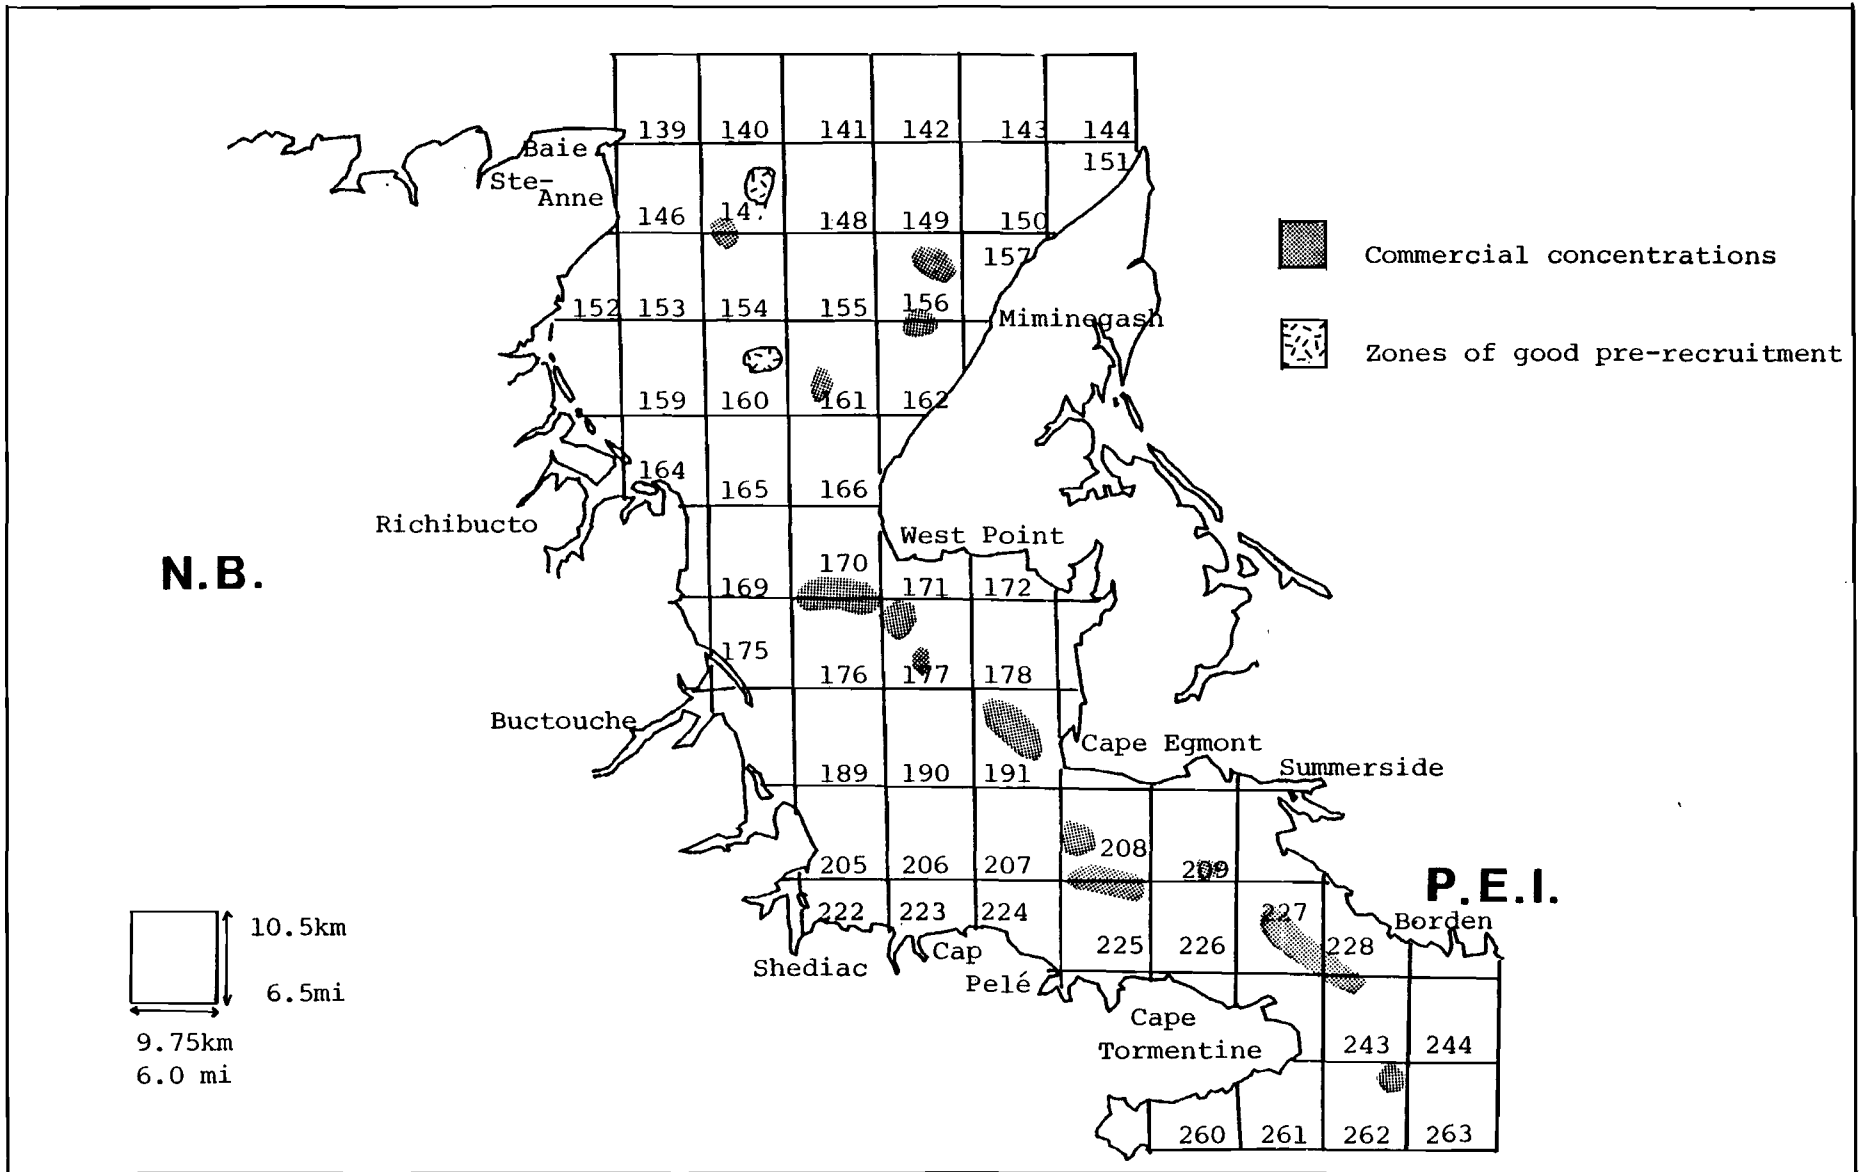 139 140 141 142 143 144
Baie
151
Ste-
Anne
146 14 148 149 150
157
Commercial concentrations
152 153 154 155 156
Miminegash
Zones of good pre-recruitment
159 160 161 162
164
165 166
Richibucto
West Point
N.B.
170
169 171 172
175
176 177 178
Buctouche
Cape Egmont
Summerside
189 190 191
208
205 206 207 209
P.E.I.
222 223 224 227
Borden
10.5km
225 226 228
Cap
Shediac
Pelé
6.5mi
Cape
Tormentine
9.75km
243 244
6.0 mi
260 261 262 263